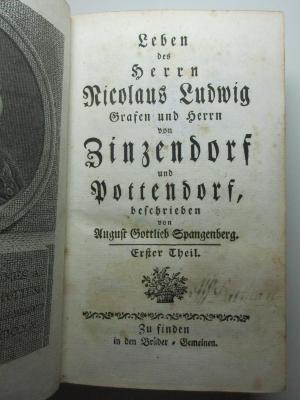 Leben
des
Herrn
Nicolaus Ludwig
Grafen und Herrn
von
Zinzendorf
und
Pottendorf,
beschrieben
von
August Gottlieb Spangenberg.
Erster Theil.
Zu finden
in den Brüder-Gemeinen.